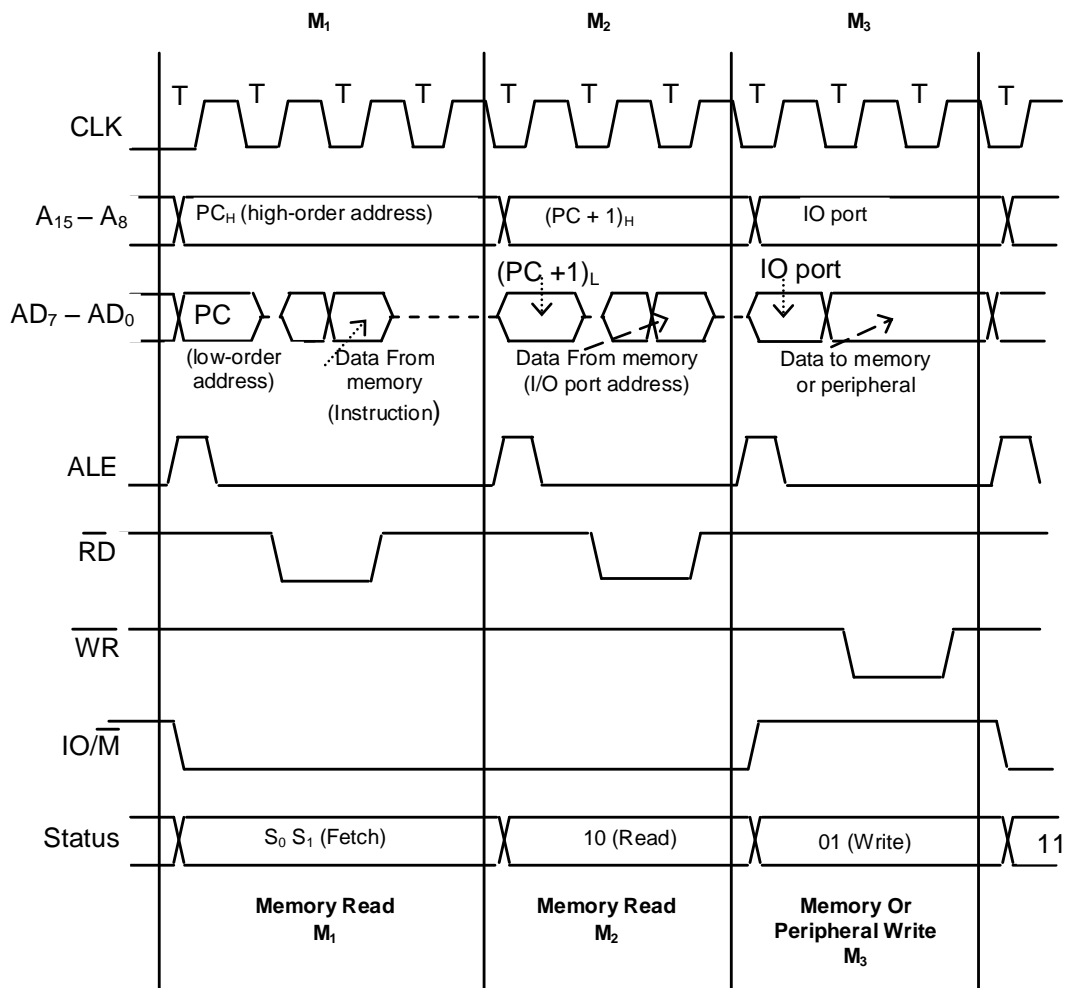 M₁ M₂ M₃
T T T T T T T T T T T
CLK
A₁₅ – A₈ PC_H (high-order address) (PC + 1)_H IO port
(PC +1)_L IO port
AD₇ – AD₀ PC
(low-order address) Data From memory (Instruction) Data From memory (I/O port address) Data to memory or peripheral
ALE
R̅D̅
W̅R̅
IO/M̅
Status S₀ S₁ (Fetch) 10 (Read) 01 (Write) 11
Memory Read M₁ Memory Read M₂ Memory Or Peripheral Write M₃